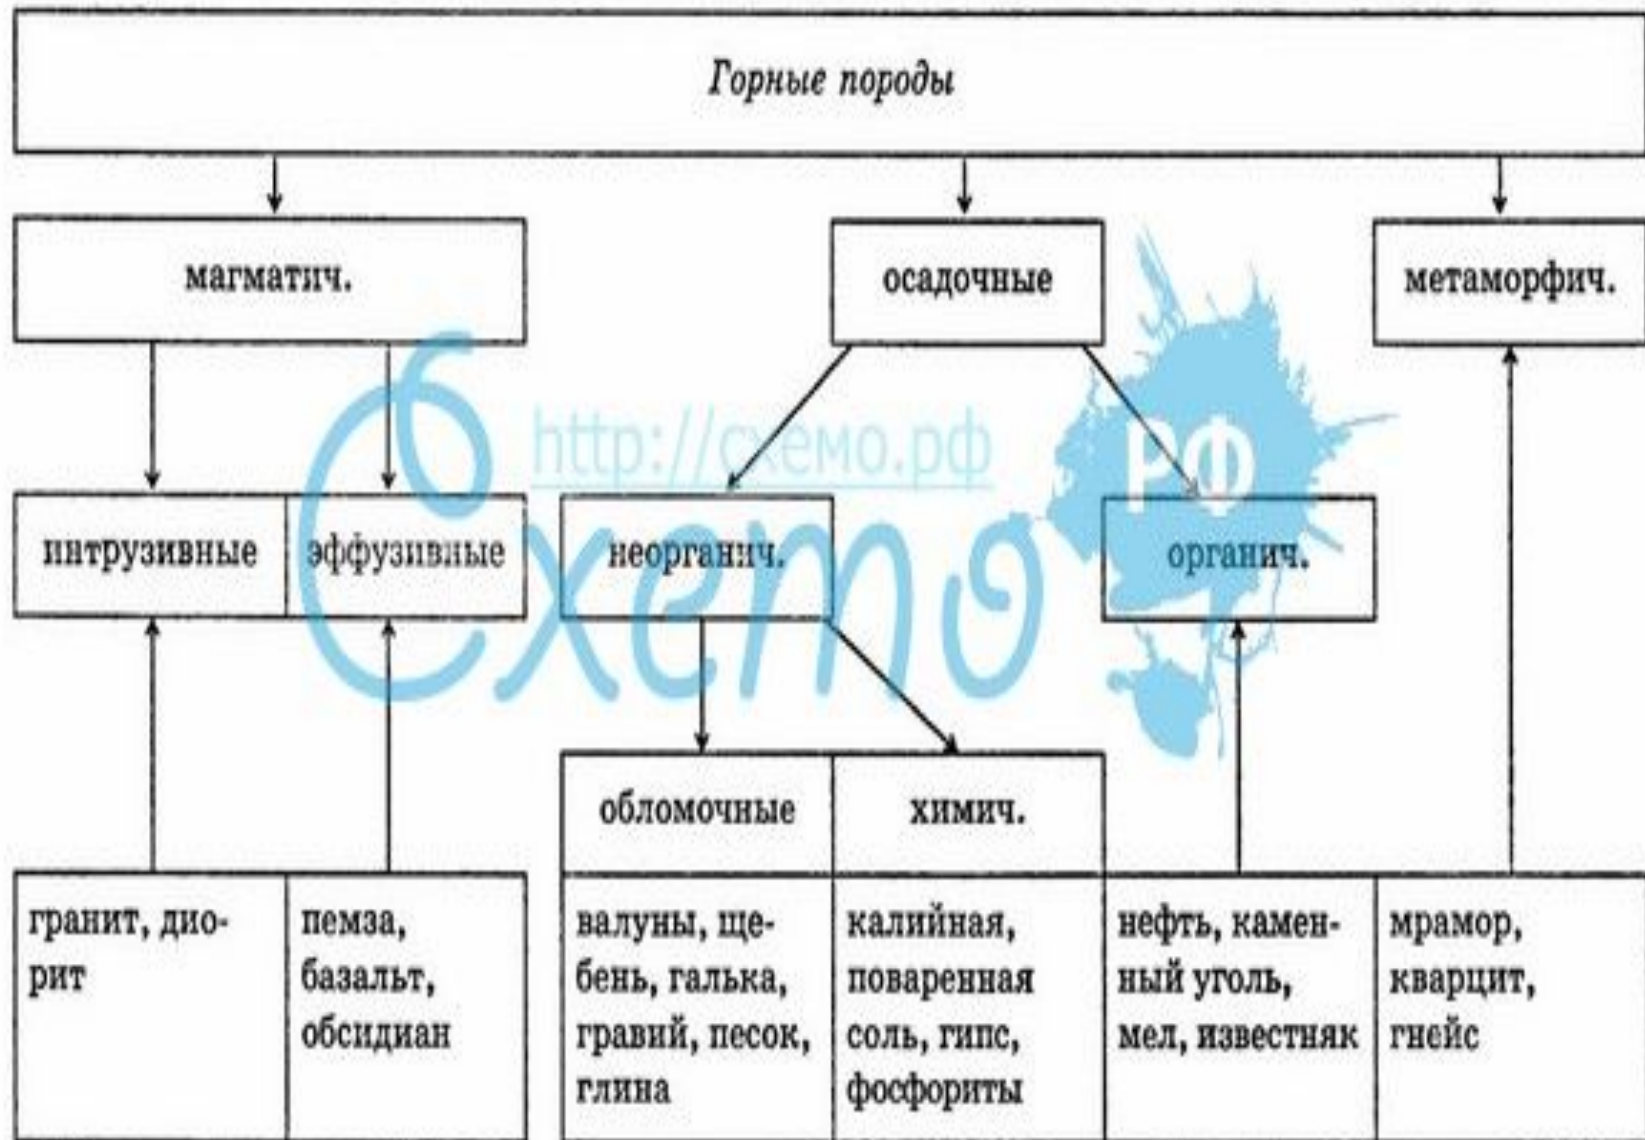 Горные породы
магматич.
осадочные
метаморфич.
http://схемо.рф
РФ
Схемо
интрузивные
эффузивные
неорганич.
органич.
обломочные
химич.
гранит, дио-
рит
пемза,
базальт,
обсидиан
валуны, ще-
бень, галька,
гравий, песок,
глина
калийная,
поваренная
соль, гипс,
фосфориты
нефть, камен-
ный уголь,
мел, известняк
мрамор,
кварцит,
гнейс